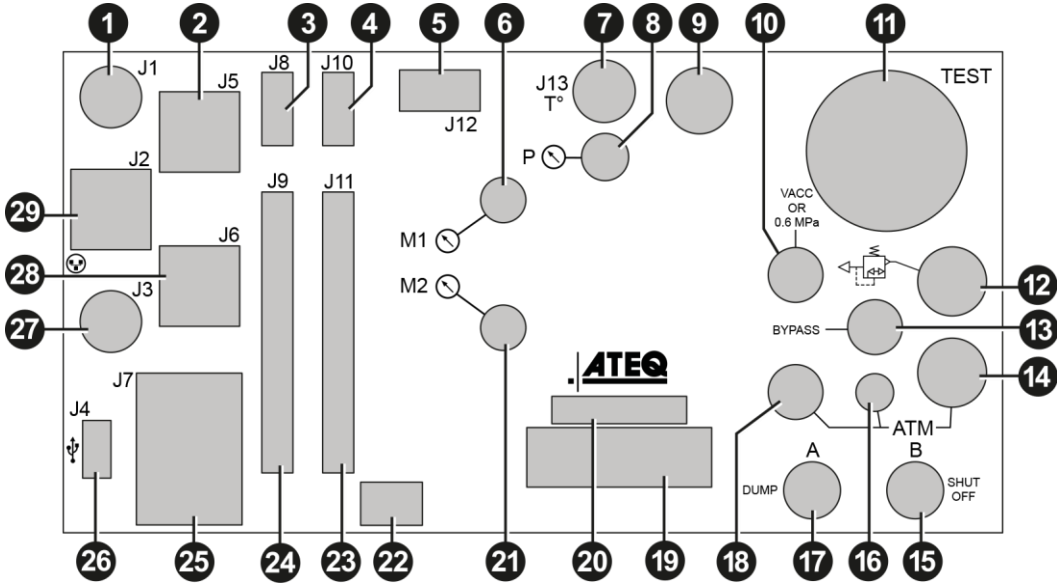 1 2 3 4 5 6 7 8 9 10 11
J1 J5 J8 J10 J12 J13 T° TEST
P
J2 J9 J11
VACC
OR
0.6 MPa
29
M1
28
J6
M2
12
J3
27
BYPASS
13
J7
ATEQ
14
J4
ATM
A B
DUMP
SHUT
OFF
26 25 24 23 22 21 20 19 18 17 16 15